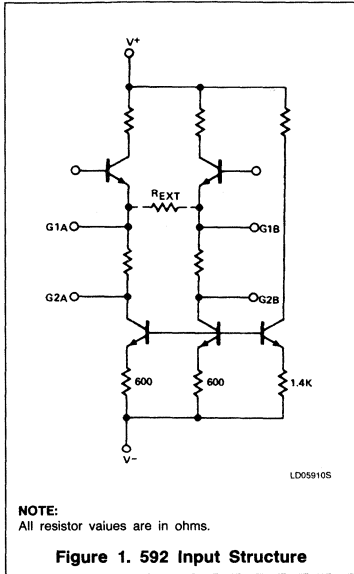 V+
REXT
G1A
G1B
G2A
G2B
600
600
1.4K
V-
LD05910S
NOTE:
All resistor values are in ohms.
Figure 1. 592 Input Structure